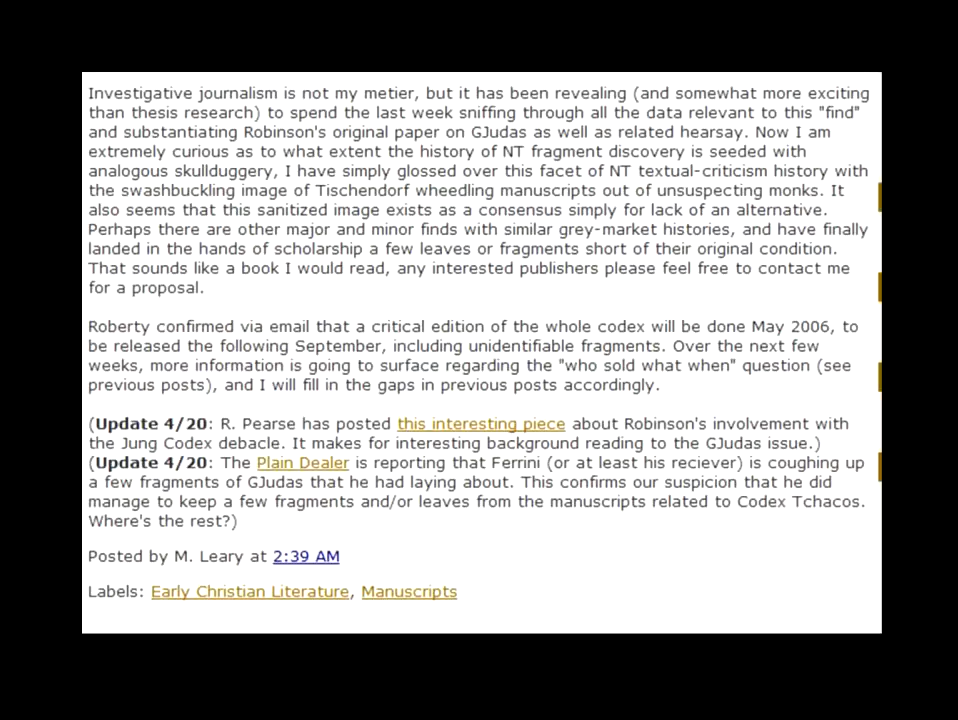 Investigative journalism is not my metier, but it has been revealing (and somewhat more exciting
than thesis research) to spend the last week sniffing through all the data relevant to this "find"
and substantiating Robinson's original paper on GJudas as well as related hearsay. Now I am
extremely curious as to what extent the history of NT fragment discovery is seeded with
analogous skullduggery, I have simply glossed over this facet of NT textual-criticism history with
the swashbuckling image of Tischendorf wheedling manuscripts out of unsuspecting monks. It
also seems that this sanitized image exists as a consensus simply for lack of an alternative.
Perhaps there are other major and minor finds with similar grey-market histories, and have finally
landed in the hands of scholarship a few leaves or fragments short of their original condition.
That sounds like a book I would read, any interested publishers please feel free to contact me
for a proposal.
Roberty confirmed via email that a critical edition of the whole codex will be done May 2006, to
be released the following September, including unidentifiable fragments. Over the next few
weeks, more information is going to surface regarding the "who sold what when" question (see
previous posts), and I will fill in the gaps in previous posts accordingly.
(Update 4/20: R. Pearse has posted this interesting piece about Robinson's involvement with
the Jung Codex debacle. It makes for interesting background reading to the GJudas issue.)
(Update 4/20: The Plain Dealer is reporting that Ferrini (or at least his reciever) is coughing up
a few fragments of GJudas that he had laying about. This confirms our suspicion that he did
manage to keep a few fragments and/or leaves from the manuscripts related to Codex Tchacos.
Where's the rest?)
Posted by M. Leary at 2:39 AM
Labels: Early Christian Literature, Manuscripts